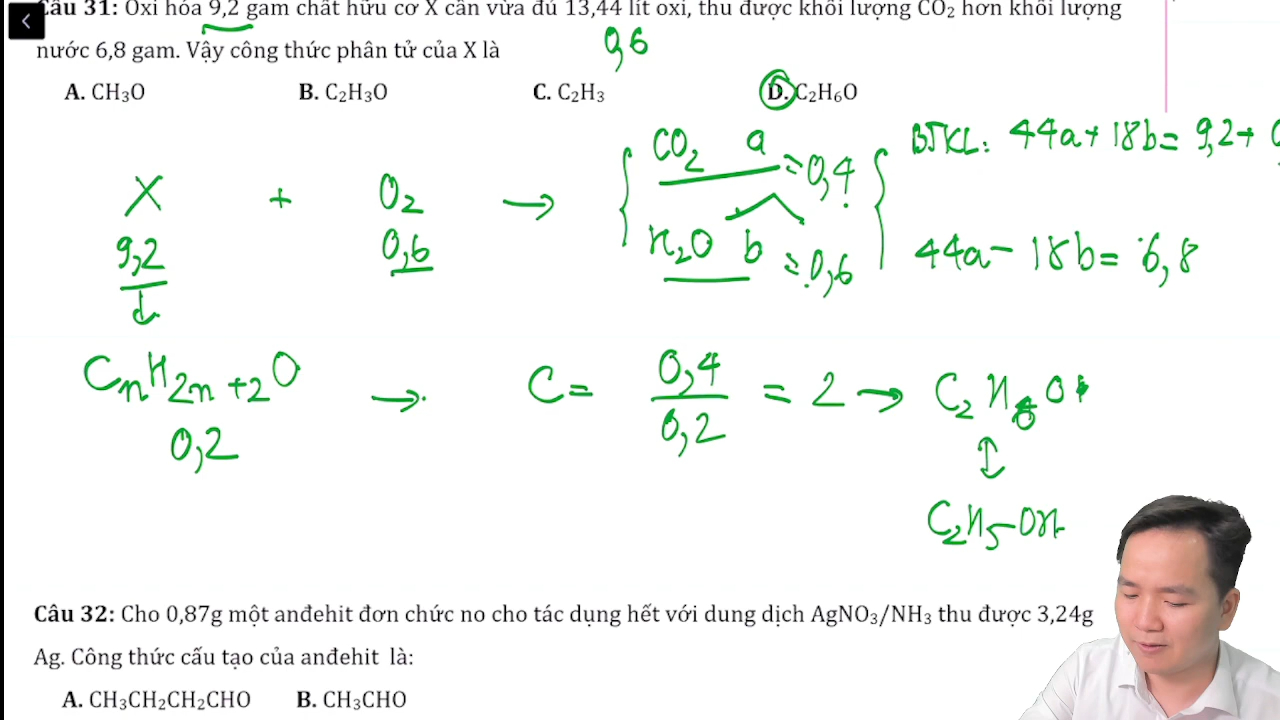 Câu 31: Oxi hóa 9,2 gam chất hữu cơ X cần vừa đủ 13,44 lít oxi, thu được khối lượng CO₂ hơn khối lượng
nước 6,8 gam. Vậy công thức phân tử của X là
0,6
A. CH₃O B. C₂H₃O C. C₂H₃ D. C₂H₆O
X + O₂ → CO₂ a = 0,4
9,2 0,6 H₂O b = 0,6
BTKL: 44a + 18b = 9,2 +
44a - 18b = 6,8
CnH2n+2O → C = 0,4 / 0,2 = 2 → C₂H₆O
0,2
C₂H₅-OH
Câu 32: Cho 0,87g một anđehit đơn chức no cho tác dụng hết với dung dịch AgNO₃/NH₃ thu được 3,24g
Ag. Công thức cấu tạo của anđehit là:
A. CH₃CH₂CH₂CHO B. CH₃CHO